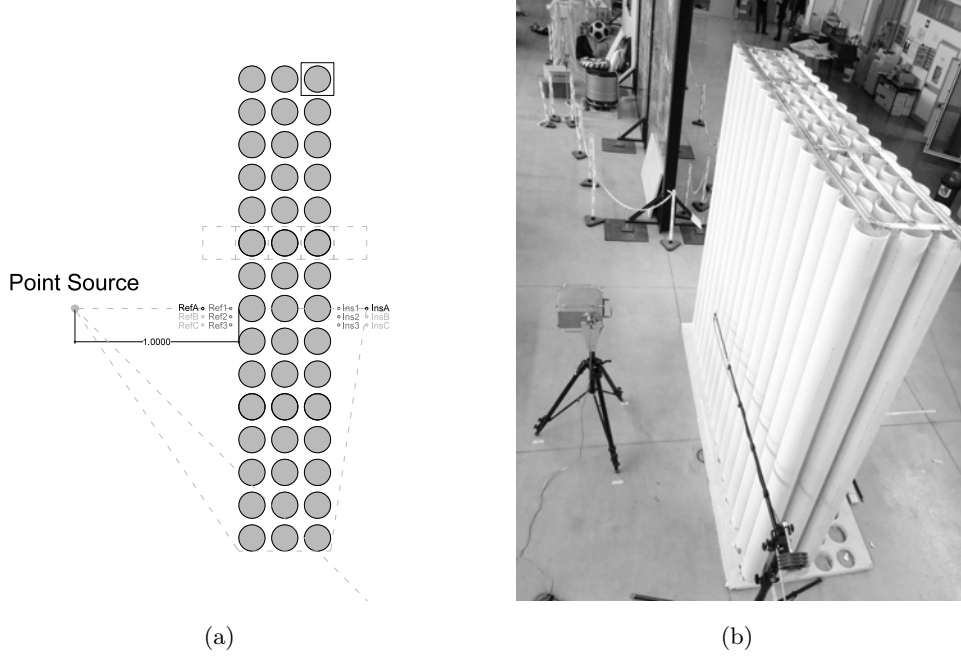 Point Source
RefA Ref1 Ins1 InsA
RefB Ref2 Ins2 InsB
RefC Ref3 Ins3 InsC
1.0000
(a) (b)